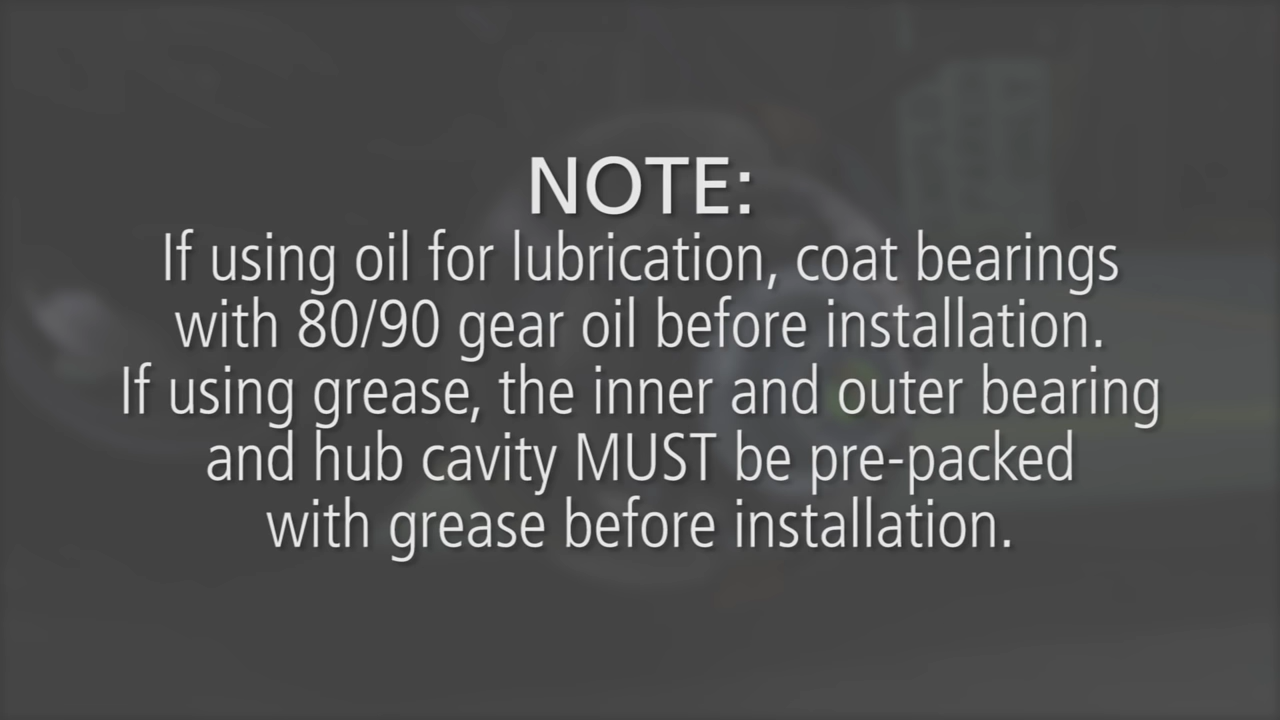 NOTE:
If using oil for lubrication, coat bearings
with 80/90 gear oil before installation.
If using grease, the inner and outer bearing
and hub cavity MUST be pre-packed
with grease before installation.